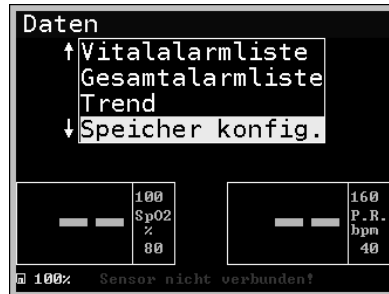 Daten
Vitalalarmliste
Gesamtalarmliste
Trend
Speicher konfig.
100
SpO2
%
80
160
P.R.
bpm
40
100% Sensor nicht verbunden!